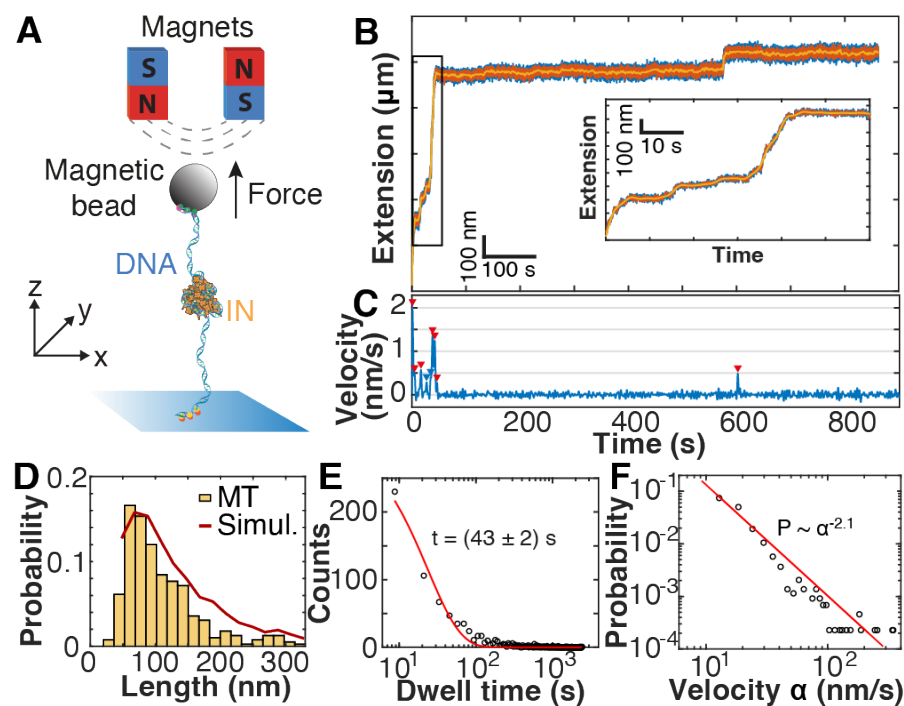 A
Magnets
S
N
N
S
Magnetic
bead
Force
DNA
IN
z
y
x
B
Extension (µm)
100 nm
100 s
Extension
100 nm
10 s
Time
C
Velocity
(nm/s)
2
1
0
0
200
400
600
800
Time (s)
D
Probability
0.2
0.1
0
MT
Simul.
0
100
200
300
Length (nm)
E
Counts
200
100
0
t = (43 ± 2) s
10¹
10²
10³
Dwell time (s)
F
Probability
10⁻¹
10⁻²
10⁻³
10⁻⁴
P ~ α⁻²·¹
10¹
10²
Velocity α (nm/s)